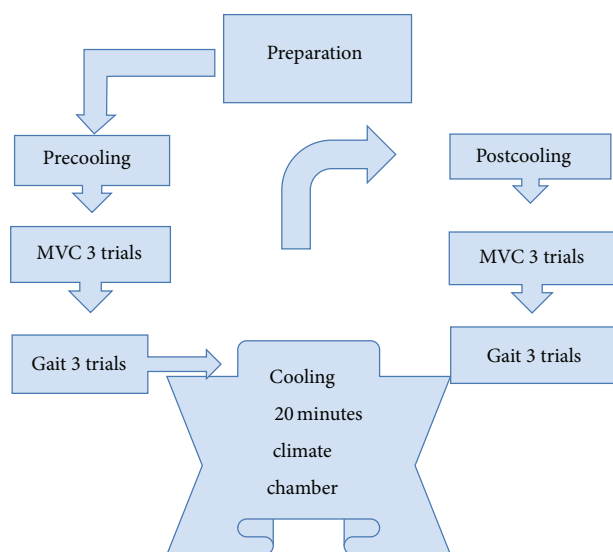 Preparation
Precooling
MVC 3 trials
Gait 3 trials
Cooling
20 minutes
climate
chamber
Postcooling
MVC 3 trials
Gait 3 trials